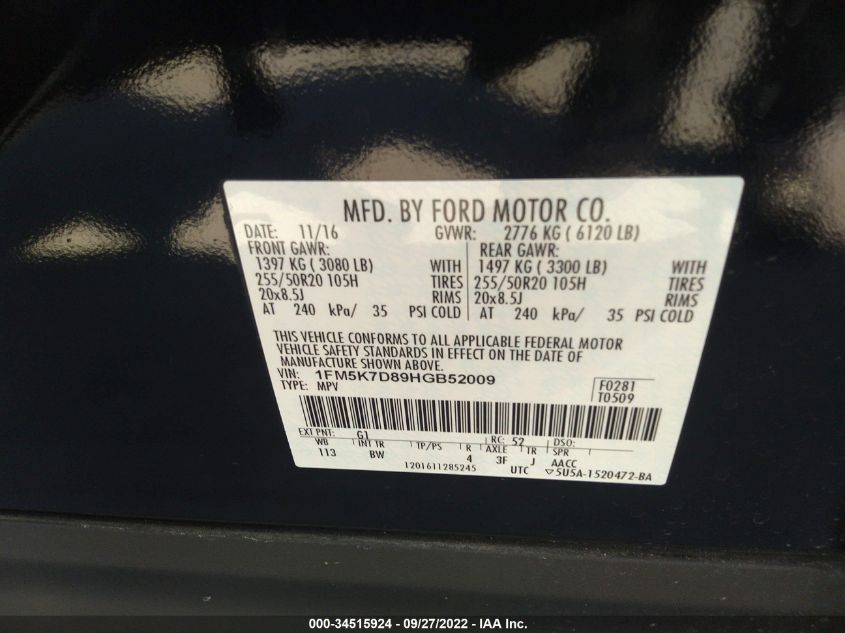 MFD. BY FORD MOTOR CO.
DATE: 11/16 GVWR: 2776 KG ( 6120 LB)
FRONT GAWR: REAR GAWR:
1397 KG ( 3080 LB) WITH 1497 KG ( 3300 LB) WITH
255/50R20 105H TIRES 255/50R20 105H TIRES
20x8.5J RIMS 20x8.5J RIMS
AT 240 kPa/ 35 PSI COLD AT 240 kPa/ 35 PSI COLD
THIS VEHICLE CONFORMS TO ALL APPLICABLE FEDERAL MOTOR
VEHICLE SAFETY STANDARDS IN EFFECT ON THE DATE OF
MANUFACTURE SHOWN ABOVE.
VIN: 1FM5K7D89HGB52009 F0281
TYPE: MPV T0509
EXT PNT: G1 RC: 52 DSO:
WB INT TR TP/PS R AXLE TR SPR
113 BW 4 3F J AACC
1201611285245 UTC ▽5U5A-1520472-BA
000-34515924 - 09/27/2022 - IAA Inc.